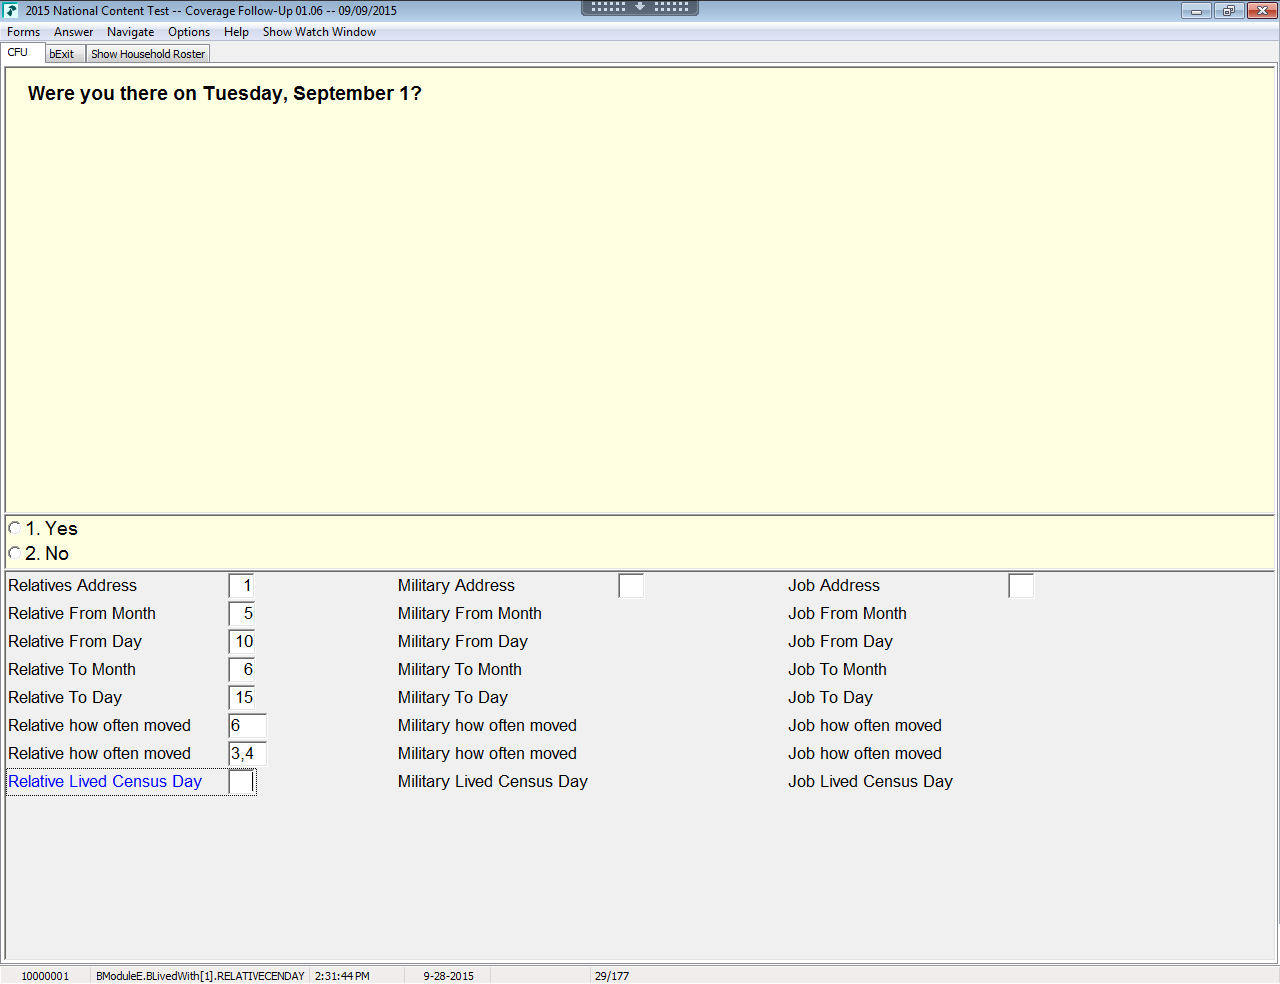 2015 National Content Test -- Coverage Follow-Up 01.06 -- 09/09/2015
Forms Answer Navigate Options Help Show Watch Window
CFU bExit Show Household Roster
Were you there on Tuesday, September 1?
1. Yes
2. No
Relatives Address 1 Military Address Job Address
Relative From Month 5 Military From Month Job From Month
Relative From Day 10 Military From Day Job From Day
Relative To Month 6 Military To Month Job To Month
Relative To Day 15 Military To Day Job To Day
Relative how often moved 6 Military how often moved Job how often moved
Relative how often moved 3,4 Military how often moved Job how often moved
Relative Lived Census Day Military Lived Census Day Job Lived Census Day
10000001 BModuleE.BLivedWith[1].RELATIVECENDAY 2:31:44 PM 9-28-2015 29/177